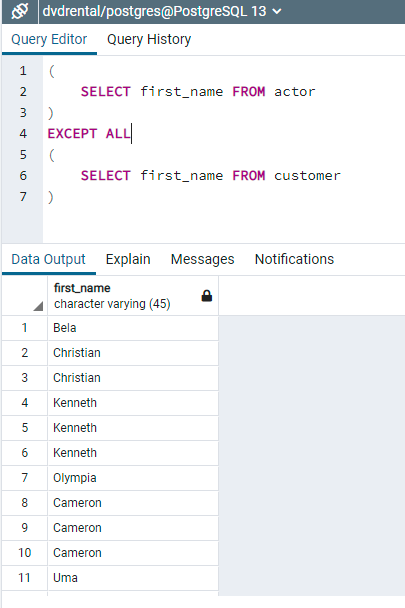 dvdrental/postgres@PostgreSQL 13
Query Editor Query History
1 (
2 SELECT first_name FROM actor
3 )
4 EXCEPT ALL
5 (
6 SELECT first_name FROM customer
7 )
Data Output Explain Messages Notifications
first_name
character varying (45)
1 Bela
2 Christian
3 Christian
4 Kenneth
5 Kenneth
6 Kenneth
7 Olympia
8 Cameron
9 Cameron
10 Cameron
11 Uma